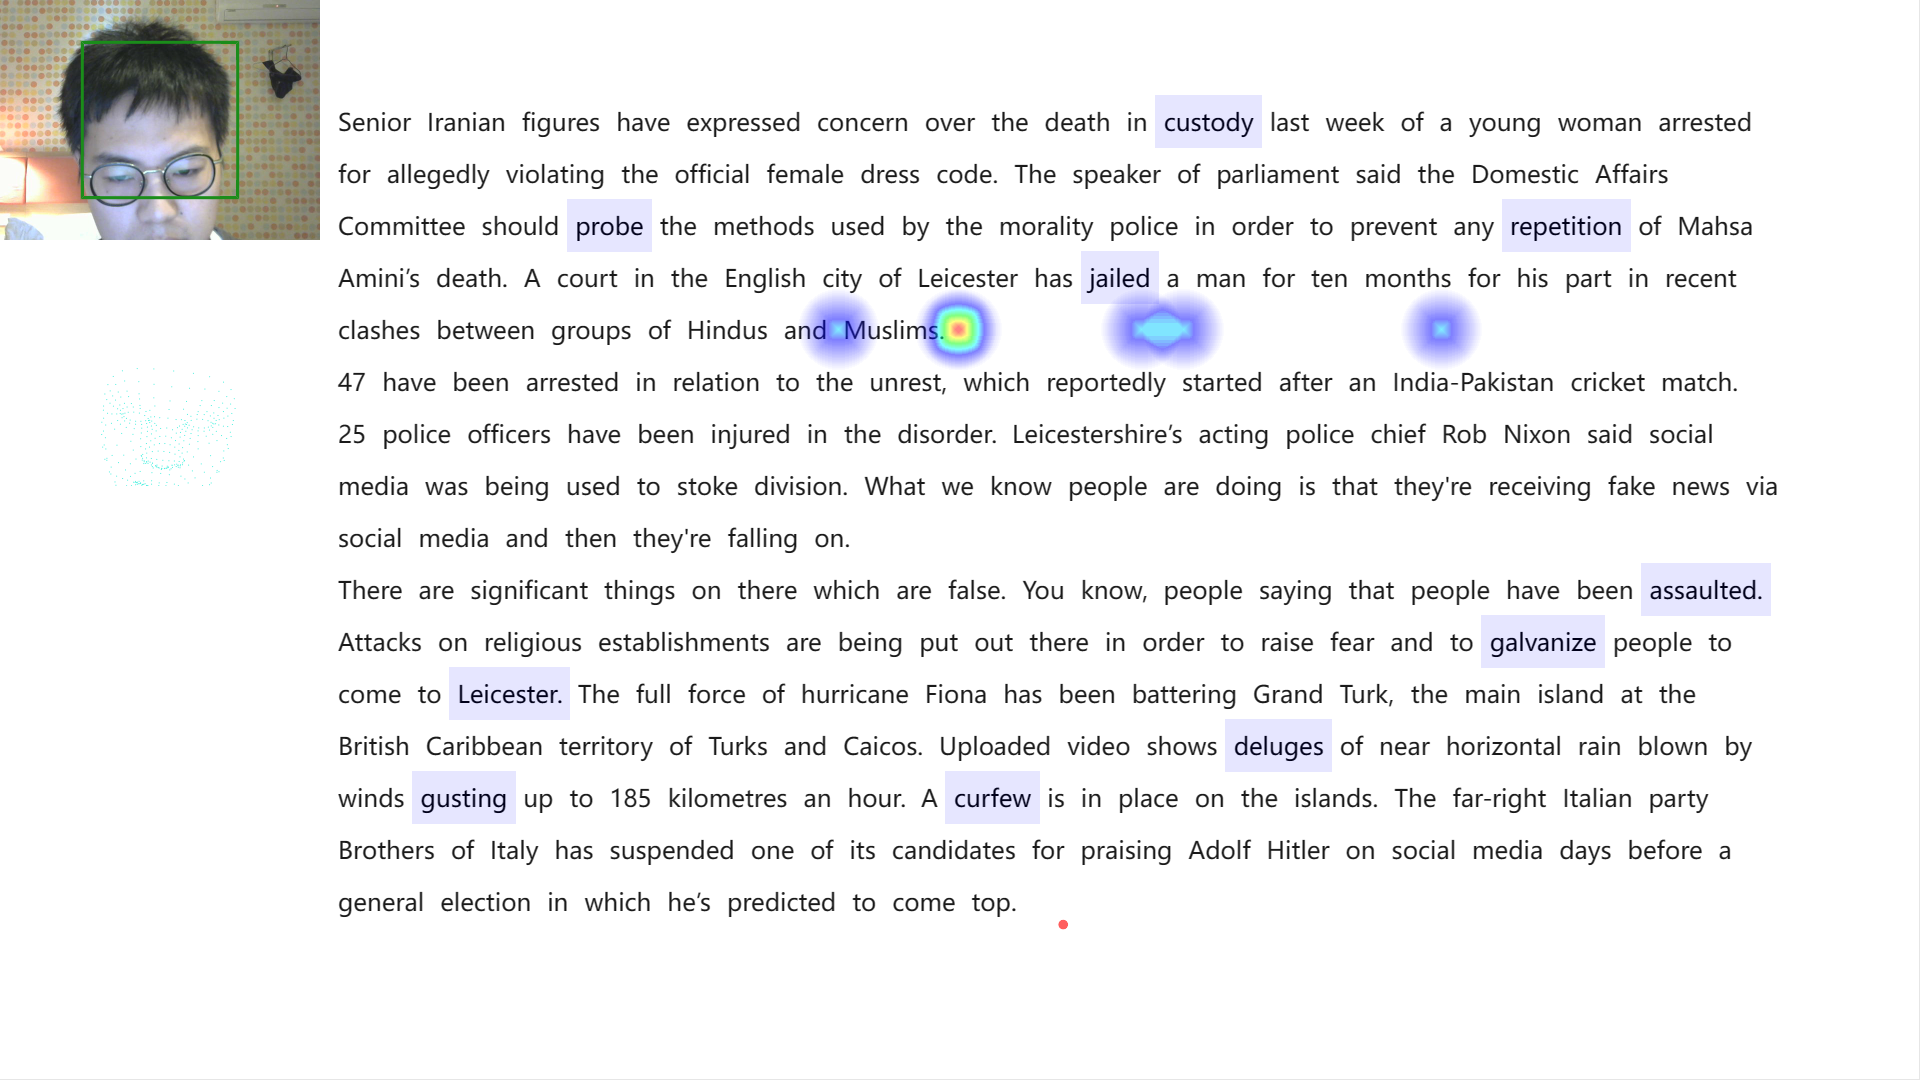 Senior Iranian figures have expressed concern over the death in custody last week of a young woman arrested
for allegedly violating the official female dress code. The speaker of parliament said the Domestic Affairs
Committee should probe the methods used by the morality police in order to prevent any repetition of Mahsa
Amini’s death. A court in the English city of Leicester has jailed a man for ten months for his part in recent
clashes between groups of Hindus and Muslims.
47 have been arrested in relation to the unrest, which reportedly started after an India-Pakistan cricket match.
25 police officers have been injured in the disorder. Leicestershire’s acting police chief Rob Nixon said social
media was being used to stoke division. What we know people are doing is that they're receiving fake news via
social media and then they're falling on.
There are significant things on there which are false. You know, people saying that people have been assaulted.
Attacks on religious establishments are being put out there in order to raise fear and to galvanize people to
come to Leicester. The full force of hurricane Fiona has been battering Grand Turk, the main island at the
British Caribbean territory of Turks and Caicos. Uploaded video shows deluges of near horizontal rain blown by
winds gusting up to 185 kilometres an hour. A curfew is in place on the islands. The far-right Italian party
Brothers of Italy has suspended one of its candidates for praising Adolf Hitler on social media days before a
general election in which he’s predicted to come top.